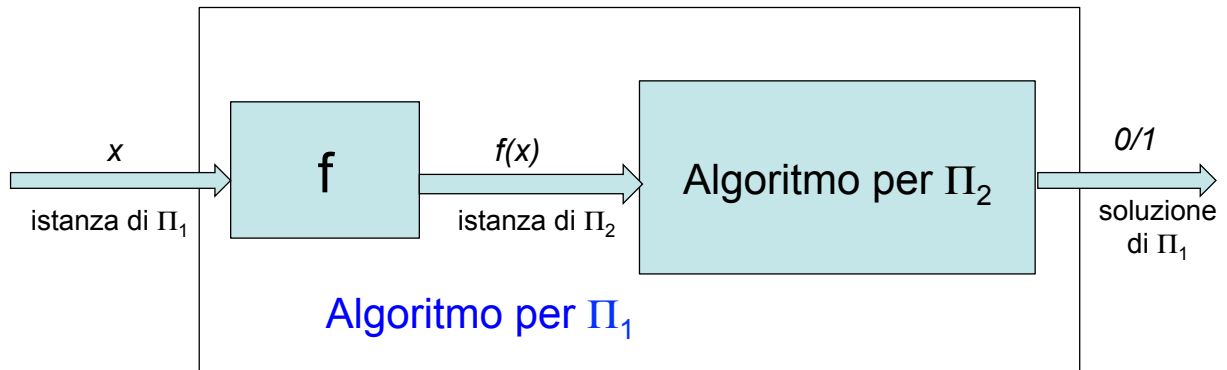 x
istanza di Π₁
f
f(x)
istanza di Π₂
Algoritmo per Π₂
0/1
soluzione
di Π₁
Algoritmo per Π₁